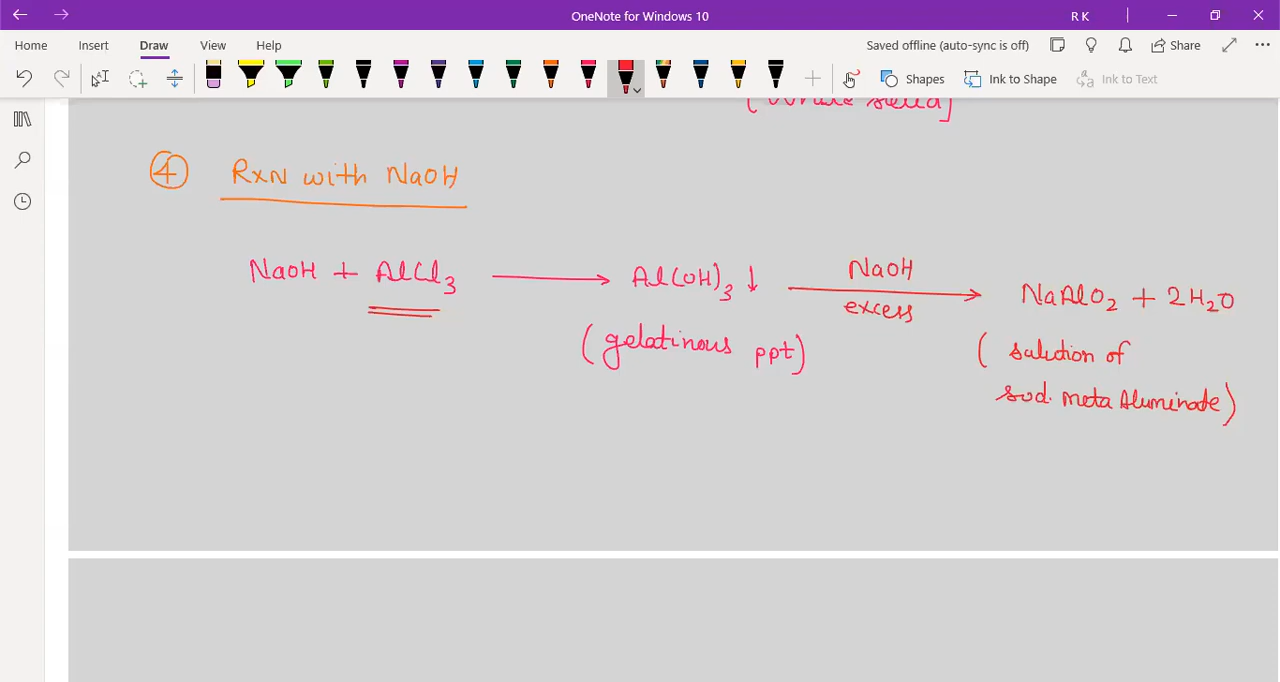 OneNote for Windows 10
R K
Home Insert Draw View Help
Saved offline (auto-sync is off)
Share
Shapes
Ink to Shape
Ink to Text
④ RxN with NaOH
NaOH + AlCl₃ ⟶ Al(OH)₃ ↓ NaOH excess ⟶ NaAlO₂ + 2H₂O
(gelatinous ppt)
(solution of
sod. meta Aluminate)